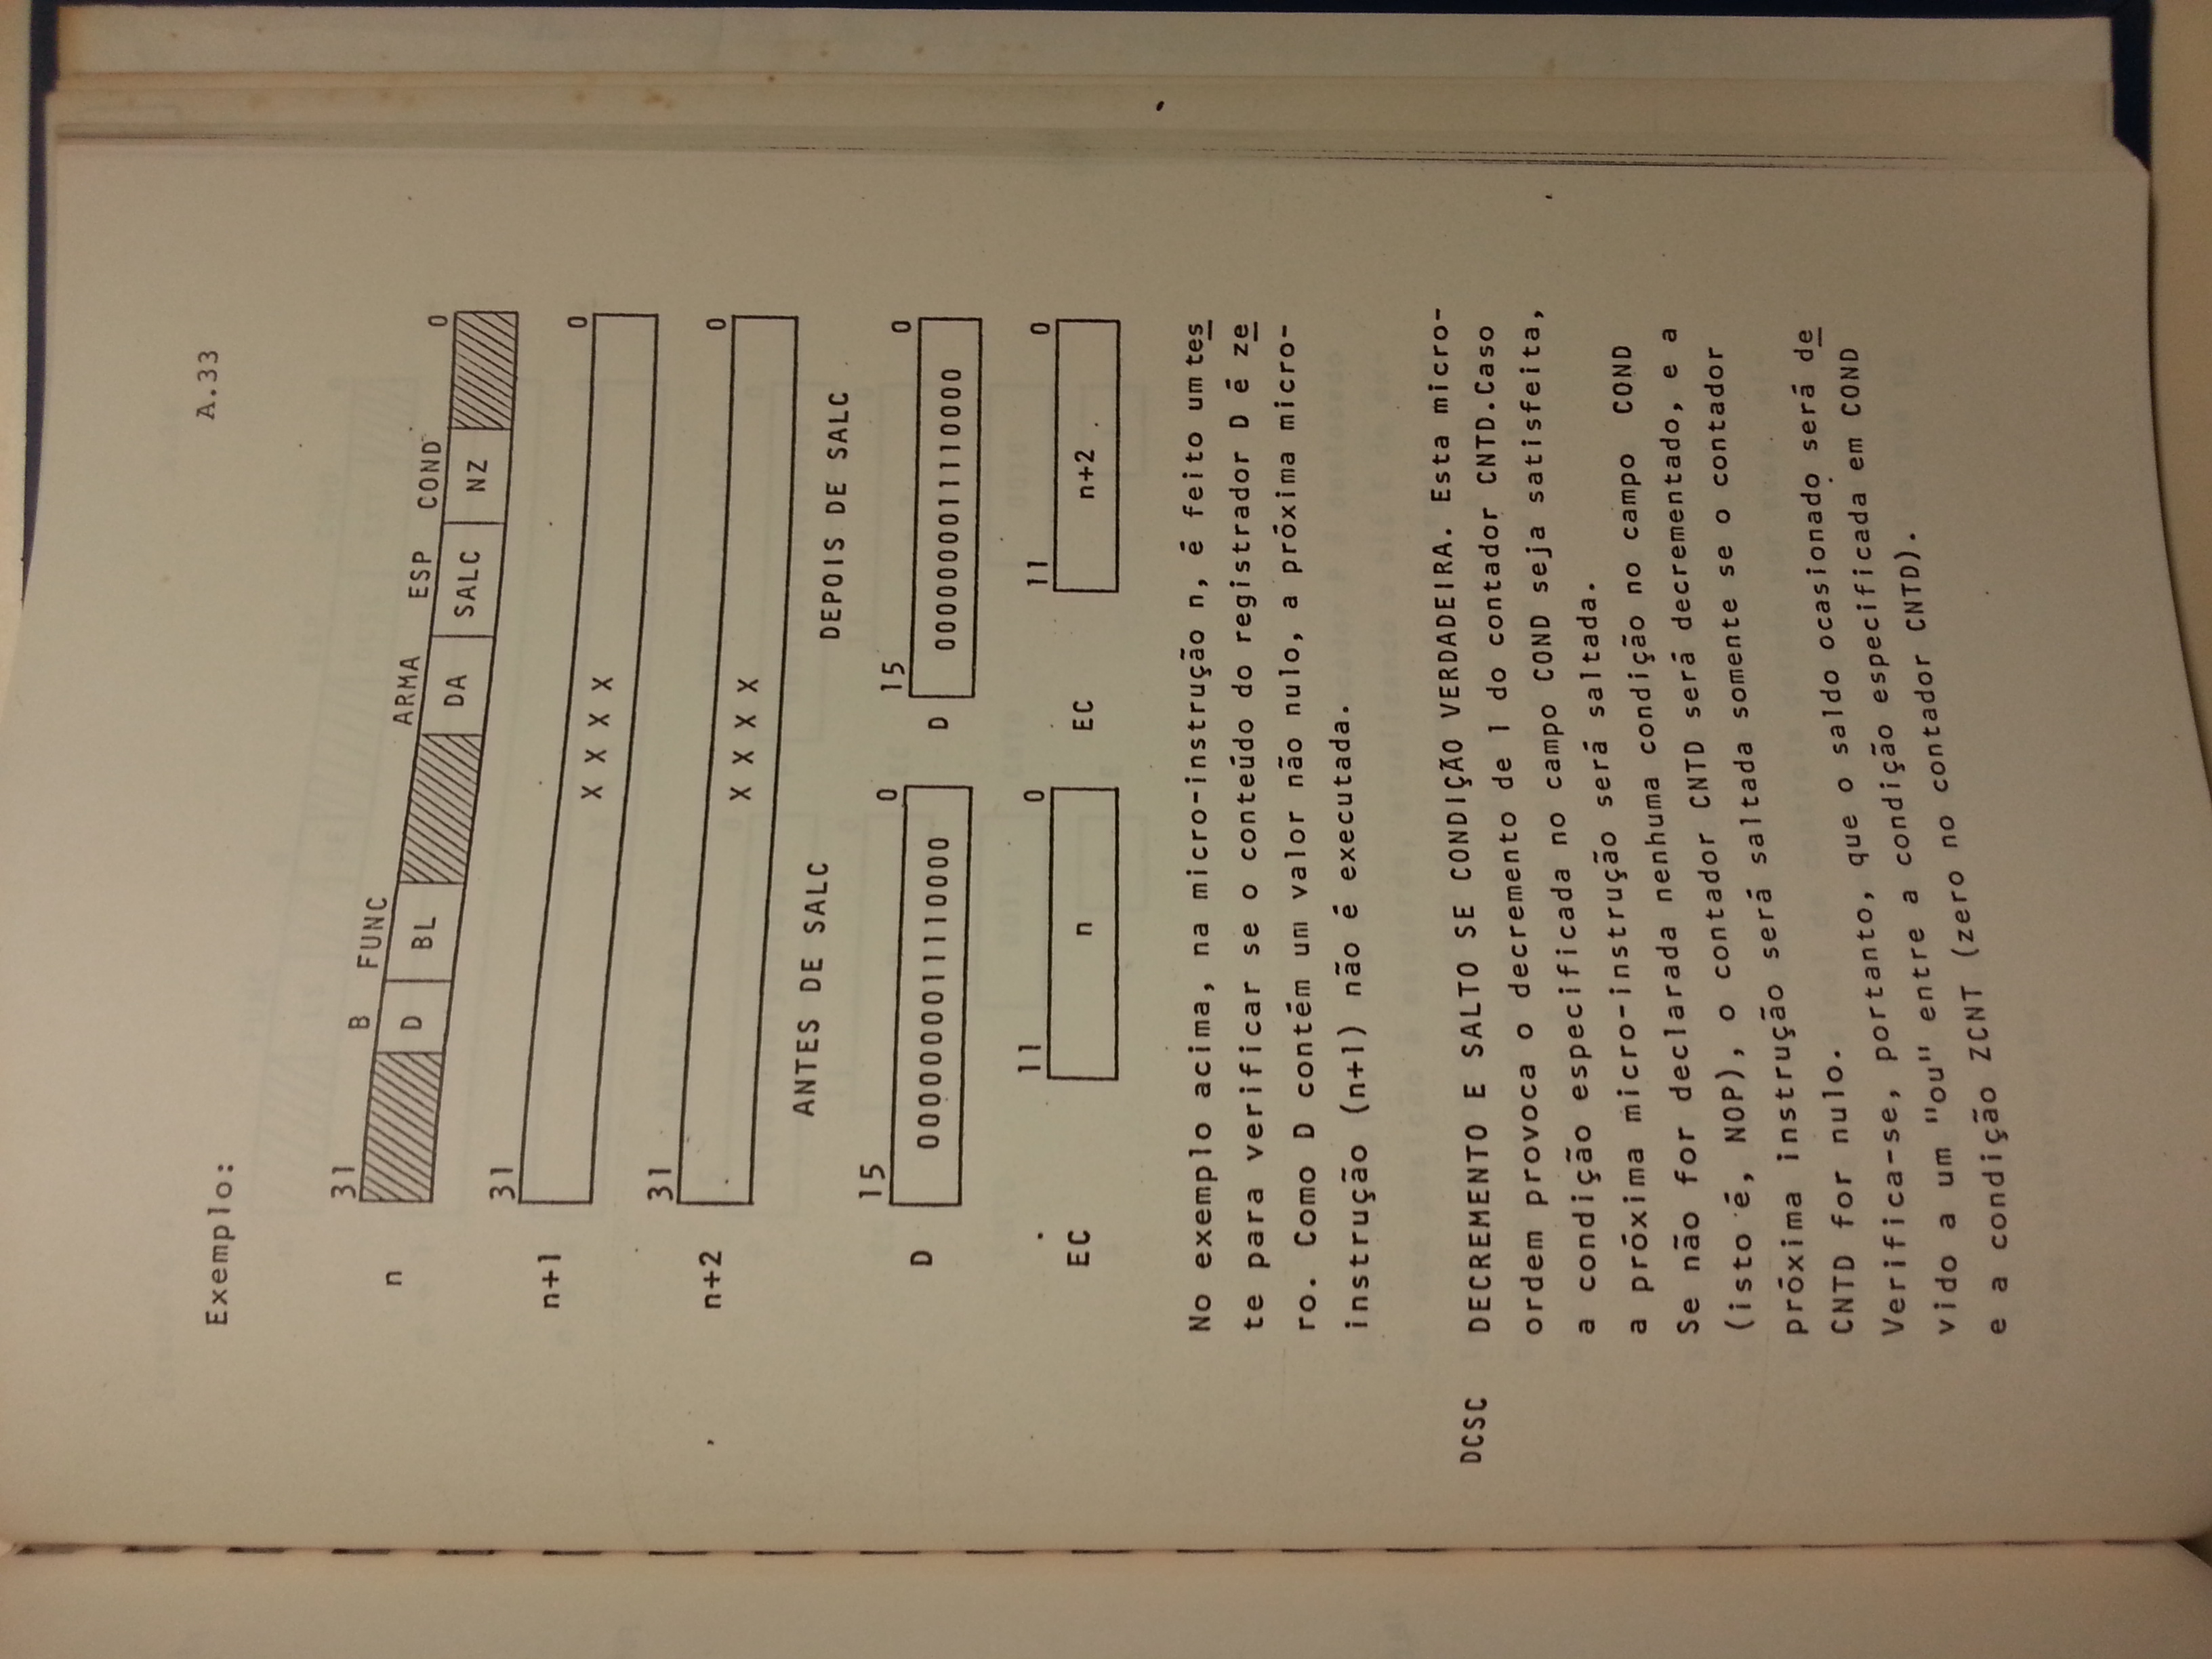 A.33
Exemplo:
B FUNC ARMA ESP COND
31 0
n D BL DA SALC NZ
31 0
n+1 X X X X
31 0
n+2 X X X X
ANTES DE SALC DEPOIS DE SALC
15 0 15 0
D 0000000011110000 D 0000000011110000
11 0 11 0
EC n EC n+2
No exemplo acima, na micro-instrução n, é feito um tes
te para verificar se o conteúdo do registrador D é ze
ro. Como D contém um valor não nulo, a próxima micro-
instrução (n+1) não é executada.
DCSC DECREMENTO E SALTO SE CONDIÇÃO VERDADEIRA. Esta micro-
ordem provoca o decremento de 1 do contador CNTD.Caso
a condição especificada no campo COND seja satisfeita,
a próxima micro-instrução será saltada.
Se não for declarada nenhuma condição no campo COND
(isto é, NOP), o contador CNTD será decrementado, e a
próxima instrução será saltada somente se o contador
CNTD for nulo.
Verifica-se, portanto, que o saldo ocasionado será de
vido a um "ou" entre a condição especificada em COND
e a condição ZCNT (zero no contador CNTD).